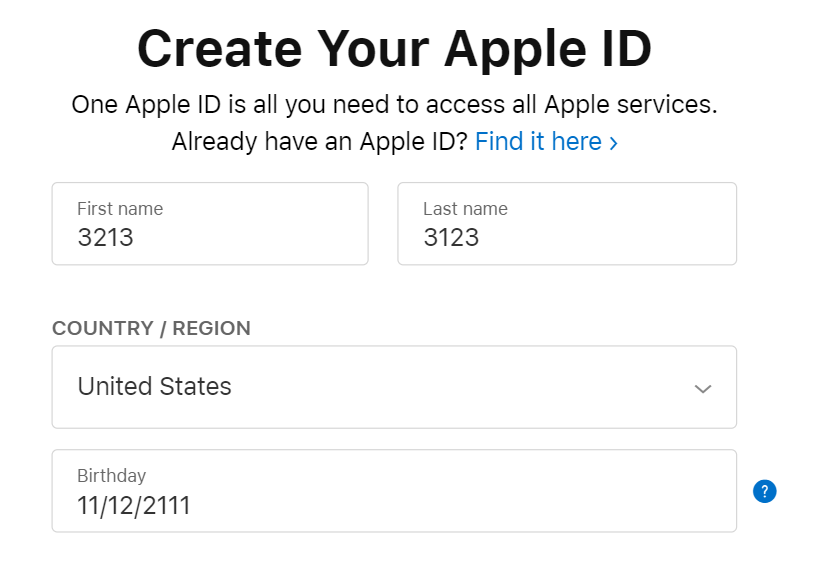 Create Your Apple ID
One Apple ID is all you need to access all Apple services.
Already have an Apple ID? Find it here ›
First name
3213
Last name
3123
COUNTRY / REGION
United States
Birthday
11/12/2111
?